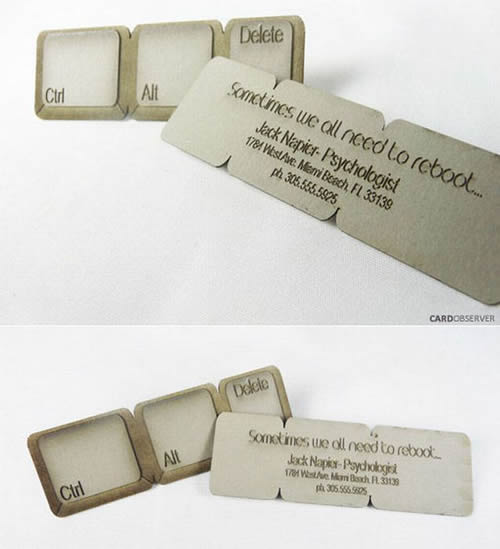 Ctrl
Alt
Delete
Sometimes we all need to reboot...
Jack Napier- Psychologist
1784 West Ave. Miami Beach, FL 33139
ph. 305.555.5925
CARDOBSERVER
Ctrl
Alt
Delete
Sometimes we all need to reboot...
Jack Napier- Psychologist
1784 West Ave. Miami Beach, FL 33139
ph. 305.555.5925